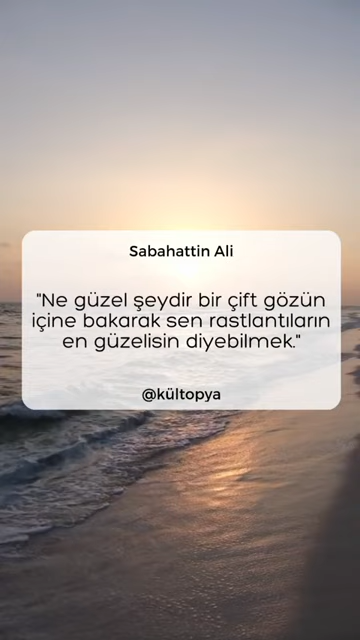 Sabahattin Ali
"Ne güzel şeydir bir çift gözün
içine bakarak sen rastlantıların
en güzelisin diyebilmek."
@kültopya